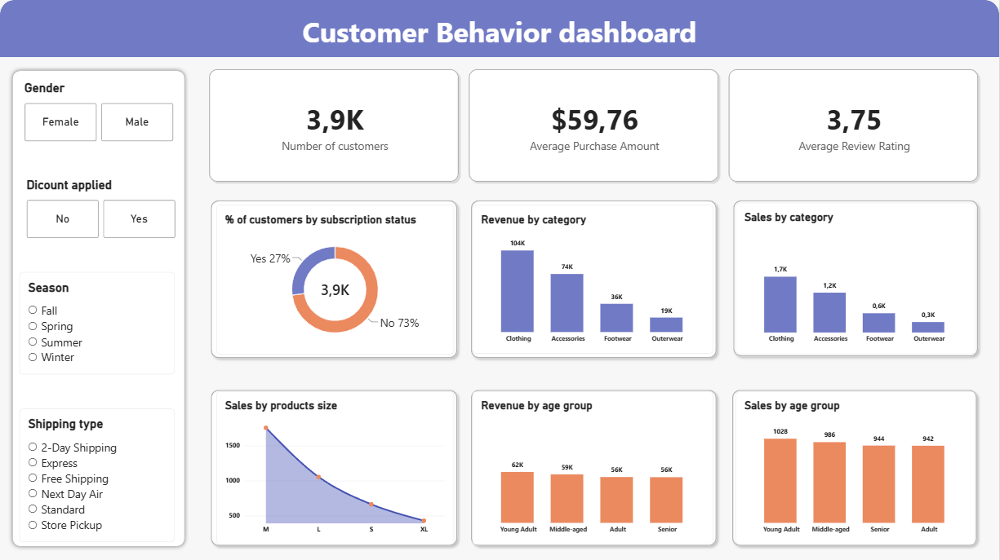 Customer Behavior dashboard
Gender
Female Male
Dicount applied
No Yes
Season
Fall
Spring
Summer
Winter
Shipping type
2-Day Shipping
Express
Free Shipping
Next Day Air
Standard
Store Pickup
3,9K
Number of customers
$59,76
Average Purchase Amount
3,75
Average Review Rating
% of customers by subscription status
Yes 27%
3,9K
No 73%
Revenue by category
104K
74K
36K
19K
Clothing Accessories Footwear Outerwear
Sales by category
1,7K
1,2K
0,6K
0,3K
Clothing Accessories Footwear Outerwear
Sales by products size
1500
1000
500
M L S XL
Revenue by age group
62K
59K
56K
56K
Young Adult Middle-aged Adult Senior
Sales by age group
1028
986
944
942
Young Adult Middle-aged Senior Adult